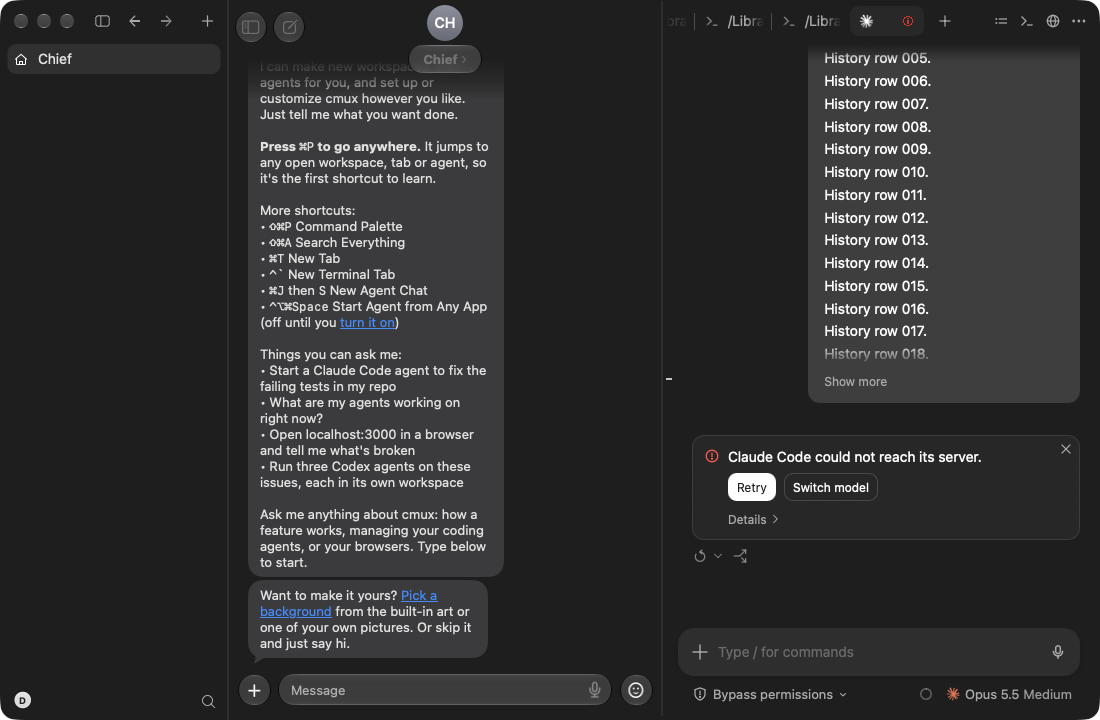 Chief
D
CH
Chief ›
I can make new
agents for you, and set up or
customize cmux however you like.
Just tell me what you want done.
Press ⌘P to go anywhere. It jumps to
any open workspace, tab or agent, so
it's the first shortcut to learn.
More shortcuts:
• ⇧⌘P Command Palette
• ⇧⌘A Search Everything
• ⌘T New Tab
• ^` New Terminal Tab
• ⌘J then S New Agent Chat
• ^⌥⌘Space Start Agent from Any App
(off until you turn it on)
Things you can ask me:
• Start a Claude Code agent to fix the
failing tests in my repo
• What are my agents working on
right now?
• Open localhost:3000 in a browser
and tell me what's broken
• Run three Codex agents on these
issues, each in its own workspace
Ask me anything about cmux: how a
feature works, managing your coding
agents, or your browsers. Type below
to start.
Want to make it yours? Pick a
background from the built-in art or
one of your own pictures. Or skip it
and just say hi.
Message
/Libra
/Libra
History row 005.
History row 006.
History row 007.
History row 008.
History row 009.
History row 010.
History row 011.
History row 012.
History row 013.
History row 014.
History row 015.
History row 016.
History row 017.
History row 018.
Show more
Claude Code could not reach its server.
Retry
Switch model
Details
Type / for commands
Bypass permissions
Opus 5.5 Medium